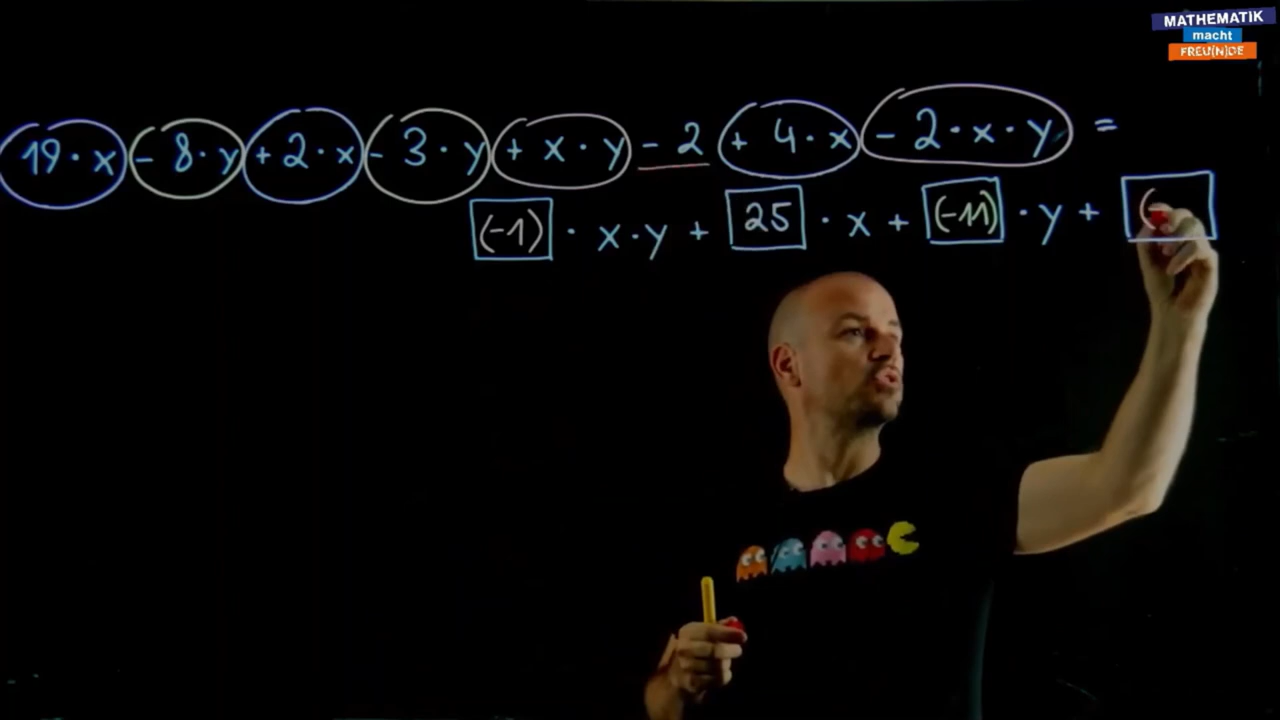 MATHEMATIK
macht
FREU(N)DE
19 · x - 8 · y + 2 · x - 3 · y + x · y - 2 + 4 · x - 2 · x · y =
(-1) · x · y + 25 · x + (-11) · y + (